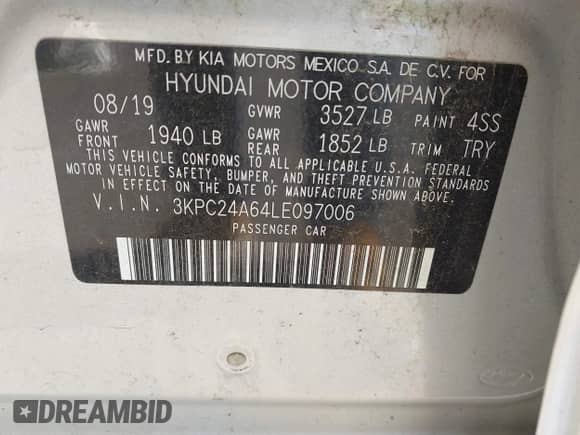 MFD. BY KIA MOTORS MEXICO S.A. DE C.V. FOR
HYUNDAI MOTOR COMPANY
08/19 GVWR 3527 LB PAINT 4SS
GAWR FRONT 1940 LB GAWR REAR 1852 LB TRIM TRY
THIS VEHICLE CONFORMS TO ALL APPLICABLE U.S.A. FEDERAL
MOTOR VEHICLE SAFETY, BUMPER, AND THEFT PREVENTION STANDARDS
IN EFFECT ON THE DATE OF MANUFACTURE SHOWN ABOVE.
V.I.N. 3KPC24A64LE097006
PASSENGER CAR
DREAMBID